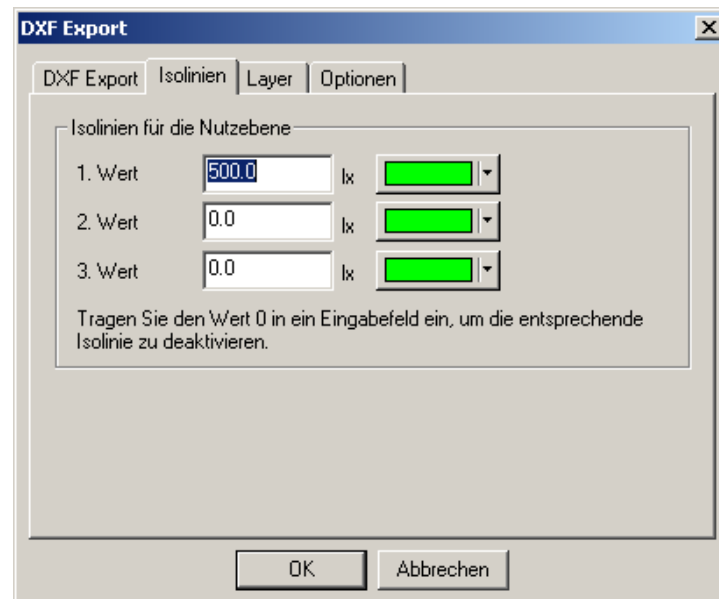 DXF Export
DXF Export Isolinien Layer Optionen
Isolinien für die Nutzebene
1. Wert 500.0 lx
2. Wert 0.0 lx
3. Wert 0.0 lx
Tragen Sie den Wert 0 in ein Eingabefeld ein, um die entsprechende
Isolinie zu deaktivieren.
OK Abbrechen